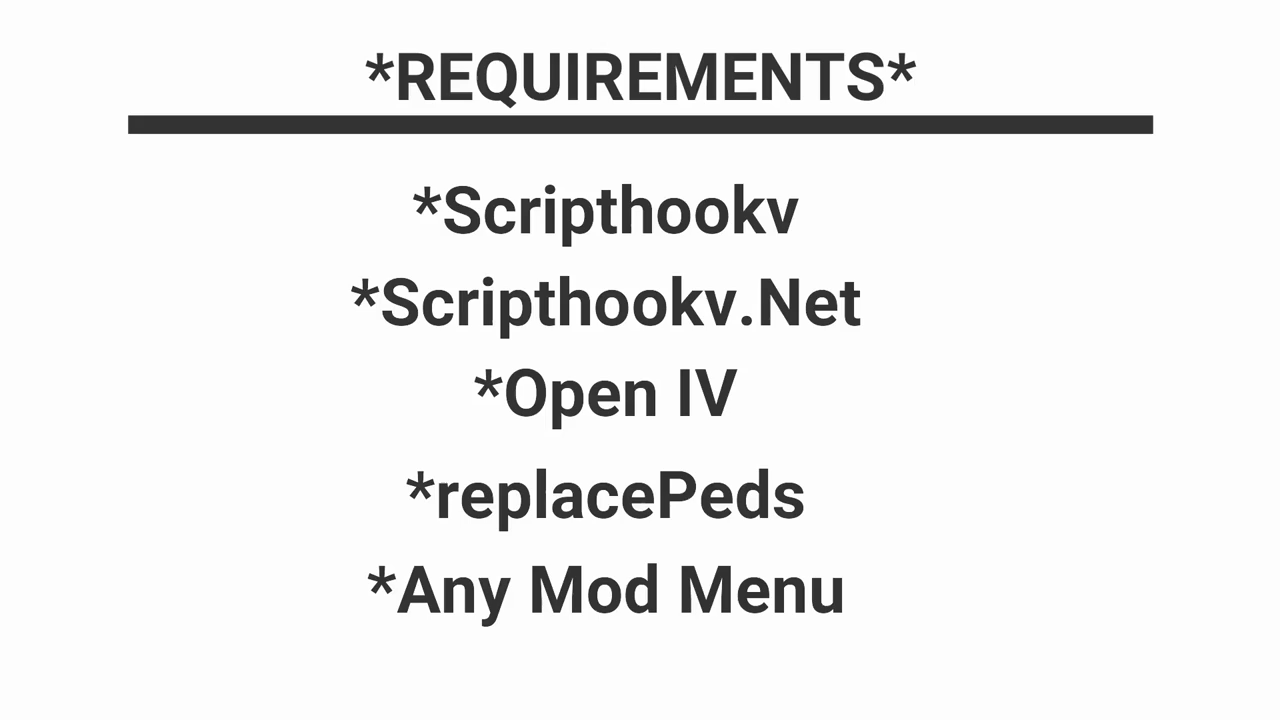 *REQUIREMENTS*
*Scripthookv
*Scripthookv.Net
*Open IV
*replacePeds
*Any Mod Menu